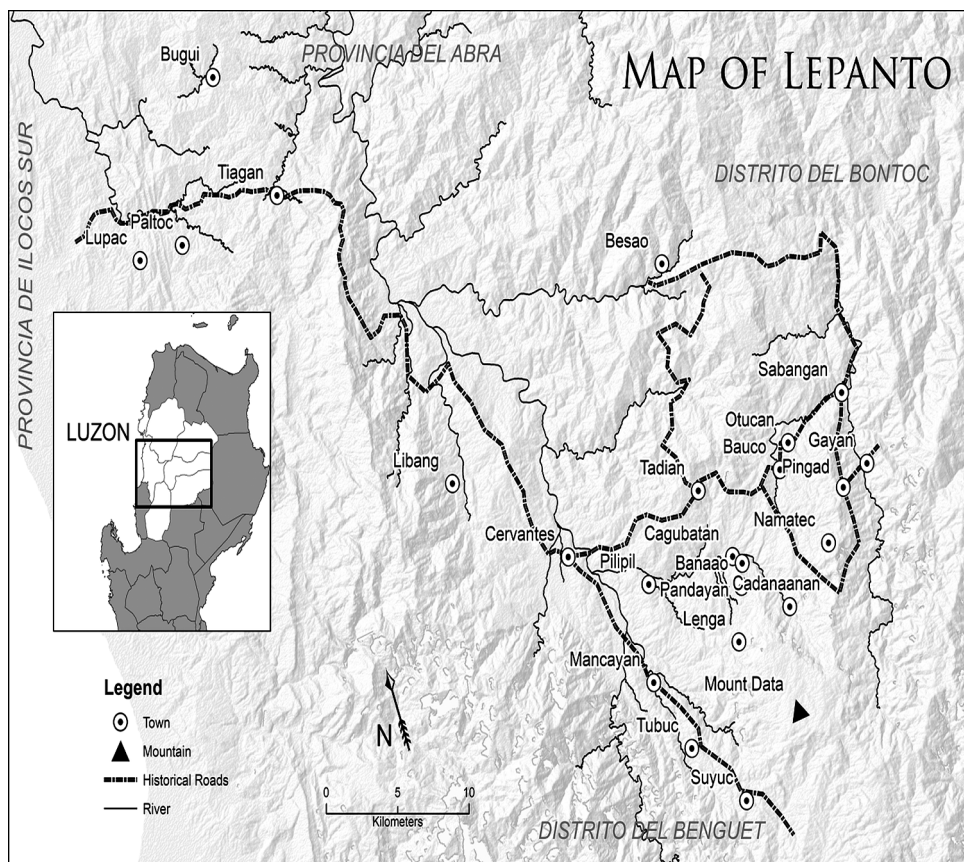 MAP OF LEPANTO
PROVINCIA DEL ABRA
Bugui
DISTRITO DEL BONTOC
PROVINCIA DE ILOCOS SUR
Tiagan
Paltoc
Lupac
Besao
Sabangan
LUZON
Otucan
Bauco
Gayan
Libang
Tadian
Pingad
Namatec
Cervantes
Cagubatan
Pilipil
Banaao
Pandayan
Cadanaanan
Lenga
Mancayan
Mount Data
Tubuc
Suyuc
Legend
Town
Mountain
Historical Roads
River
N
0 5 10
Kilometers
DISTRITO DEL BENGUET